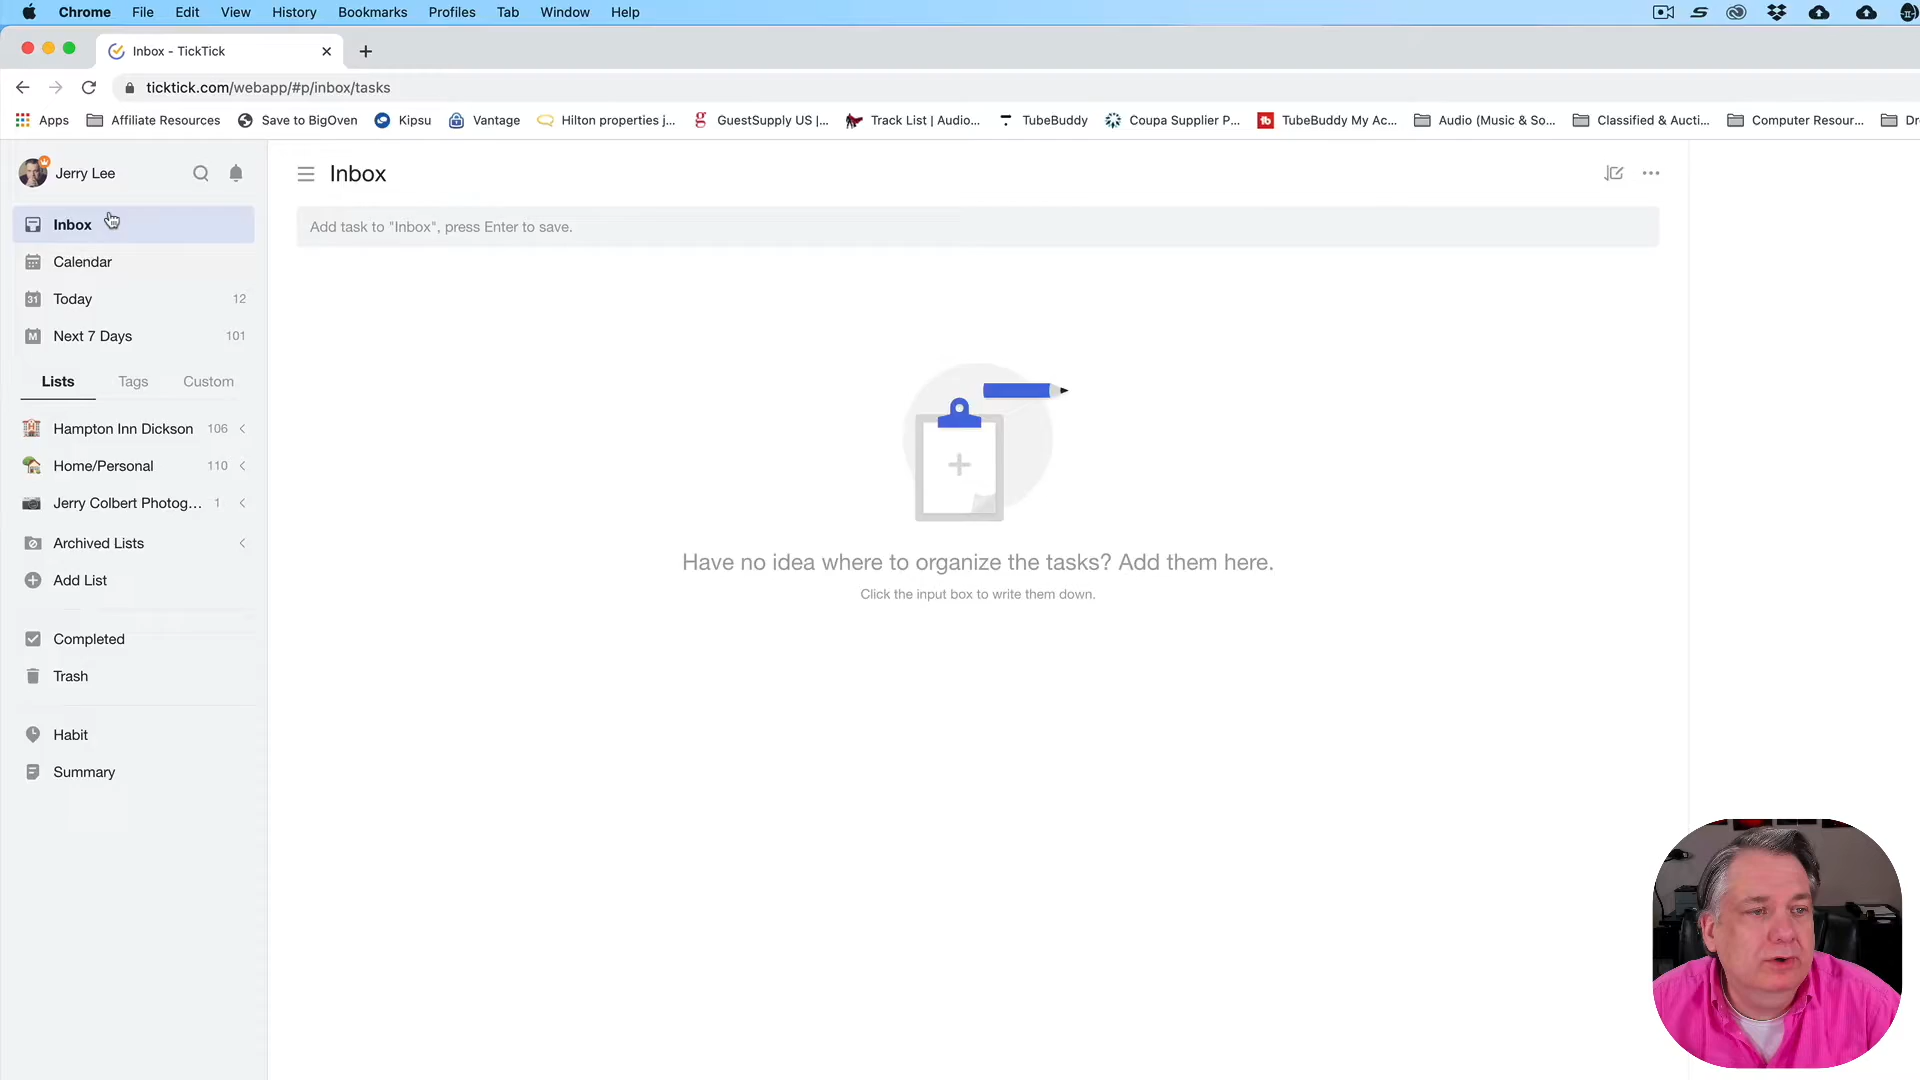 Chrome File Edit View History Bookmarks Profiles Tab Window Help
Inbox - TickTick
ticktick.com/webapp/#p/inbox/tasks
Apps Affiliate Resources Save to BigOven Kipsu Vantage Hilton properties j... GuestSupply US |... Track List | Audio... TubeBuddy Coupa Supplier P... TubeBuddy My Ac... Audio (Music & So... Classified & Aucti... Computer Resour... Dr
Jerry Lee
Inbox
Calendar
31 Today 12
M Next 7 Days 101
Lists Tags Custom
Hampton Inn Dickson 106
Home/Personal 110
Jerry Colbert Photog... 1
Archived Lists
Add List
Completed
Trash
Habit
Summary
Inbox
Add task to "Inbox", press Enter to save.
Have no idea where to organize the tasks? Add them here.
Click the input box to write them down.